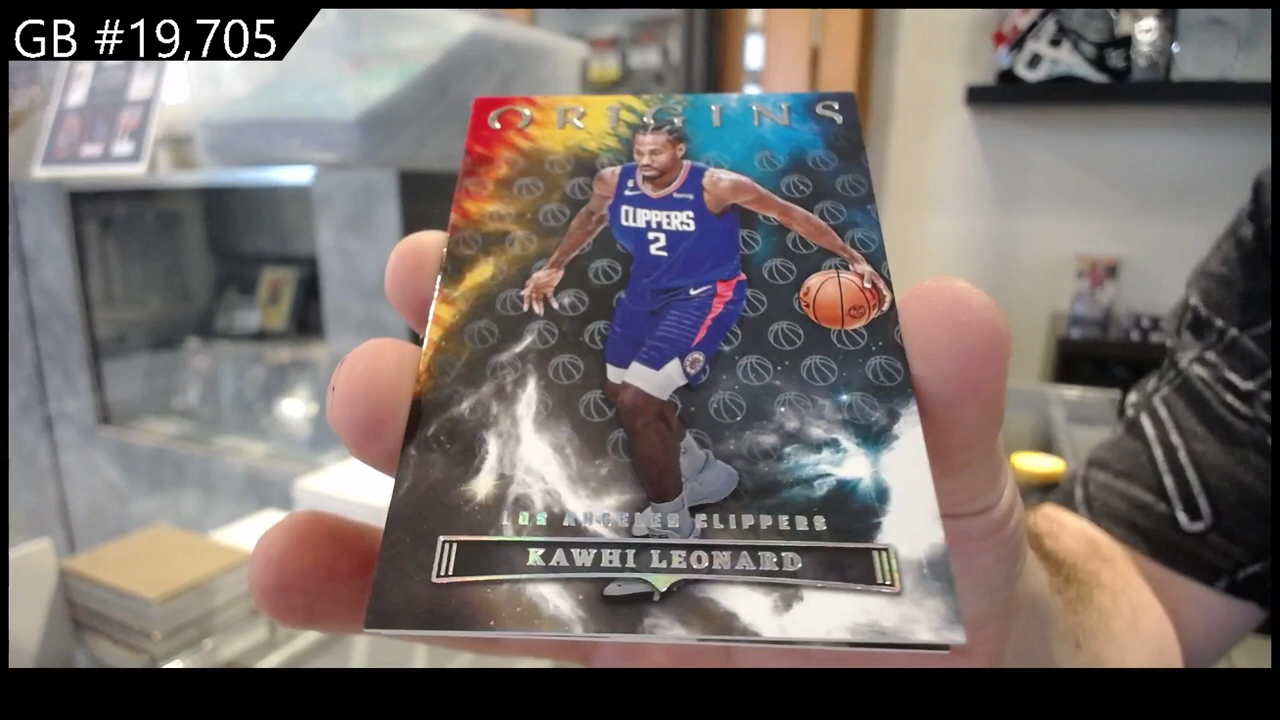 GB #19,705
ORIGINS
CLIPPERS
2
LOS ANGELES CLIPPERS
KAWHI LEONARD